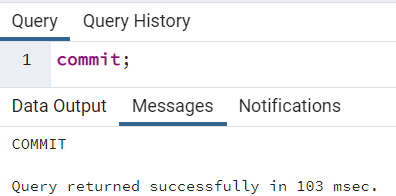 Query Query History
1 commit;
Data Output Messages Notifications
COMMIT
Query returned successfully in 103 msec.